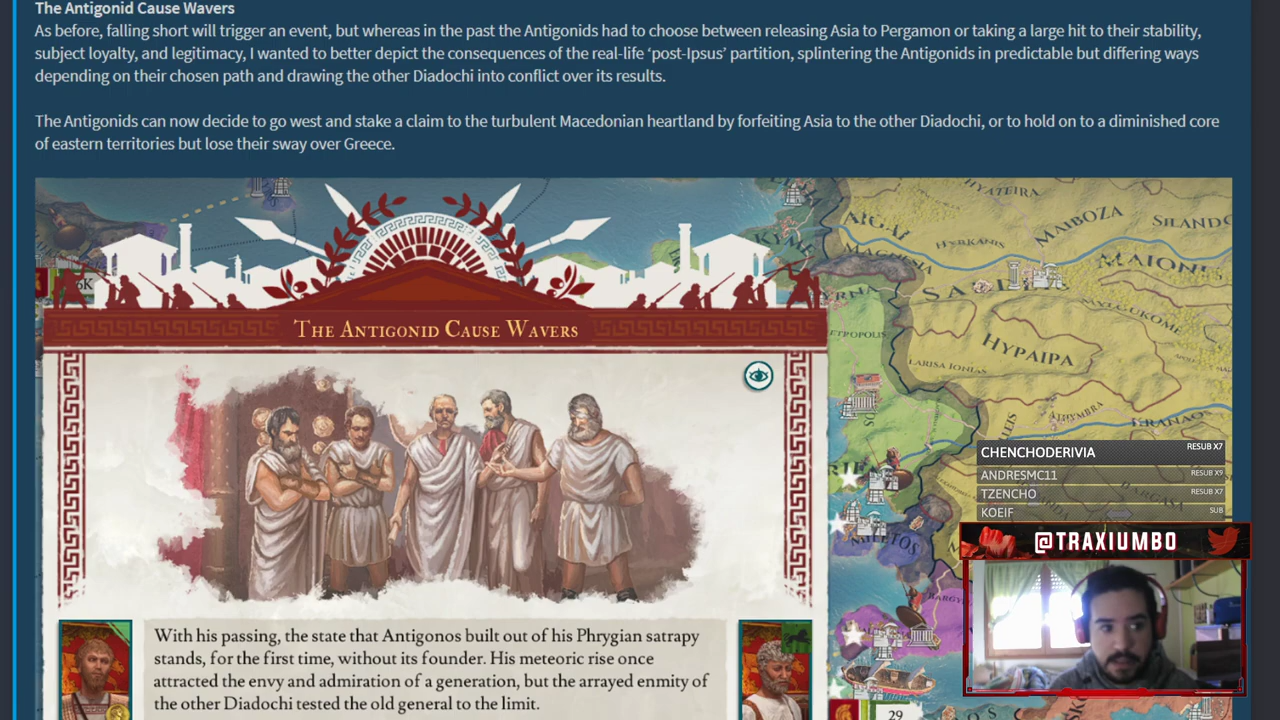 The Antigonid Cause Wavers
As before, falling short will trigger an event, but whereas in the past the Antigonids had to choose between releasing Asia to Pergamon or taking a large hit to their stability,
subject loyalty, and legitimacy, I wanted to better depict the consequences of the real-life ‘post-Ipsus’ partition, splintering the Antigonids in predictable but differing ways
depending on their chosen path and drawing the other Diadochi into conflict over its results.
The Antigonids can now decide to go west and stake a claim to the turbulent Macedonian heartland by forfeiting Asia to the other Diadochi, or to hold on to a diminished core
of eastern territories but lose their sway over Greece.
HYATEIRA
AIGAI
MAIBOZA
KYME
HYRKANIS
MAGNESIA
THE ANTIGONID CAUSE WAVERS
HYPAIPA
LARISA IONIAS
CHENCHODERIVIA RESUB X7
ANDRESMC11 RESUB X9
TZENCHO RESUB X7
KOEIF SUB
@TRAXIUMBO
With his passing, the state that Antigonos built out of his Phrygian satrapy
stands, for the first time, without its founder. His meteoric rise once
attracted the envy and admiration of a generation, but the arrayed enmity of
the other Diadochi tested the old general to the limit.
29